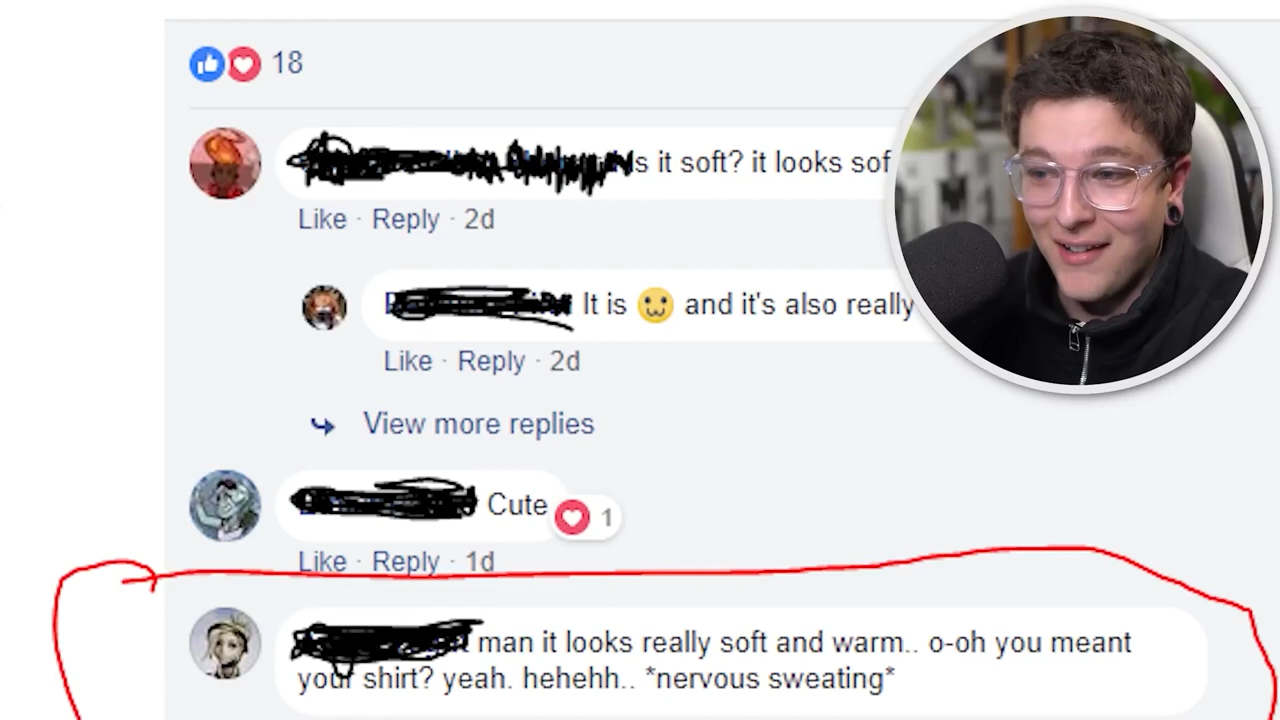 18
is it soft? it looks sof
Like · Reply · 2d
It is and it's also really
Like · Reply · 2d
View more replies
Cute
1
Like · Reply · 1d
man it looks really soft and warm.. o-oh you meant
your shirt? yeah. hehehh.. *nervous sweating*